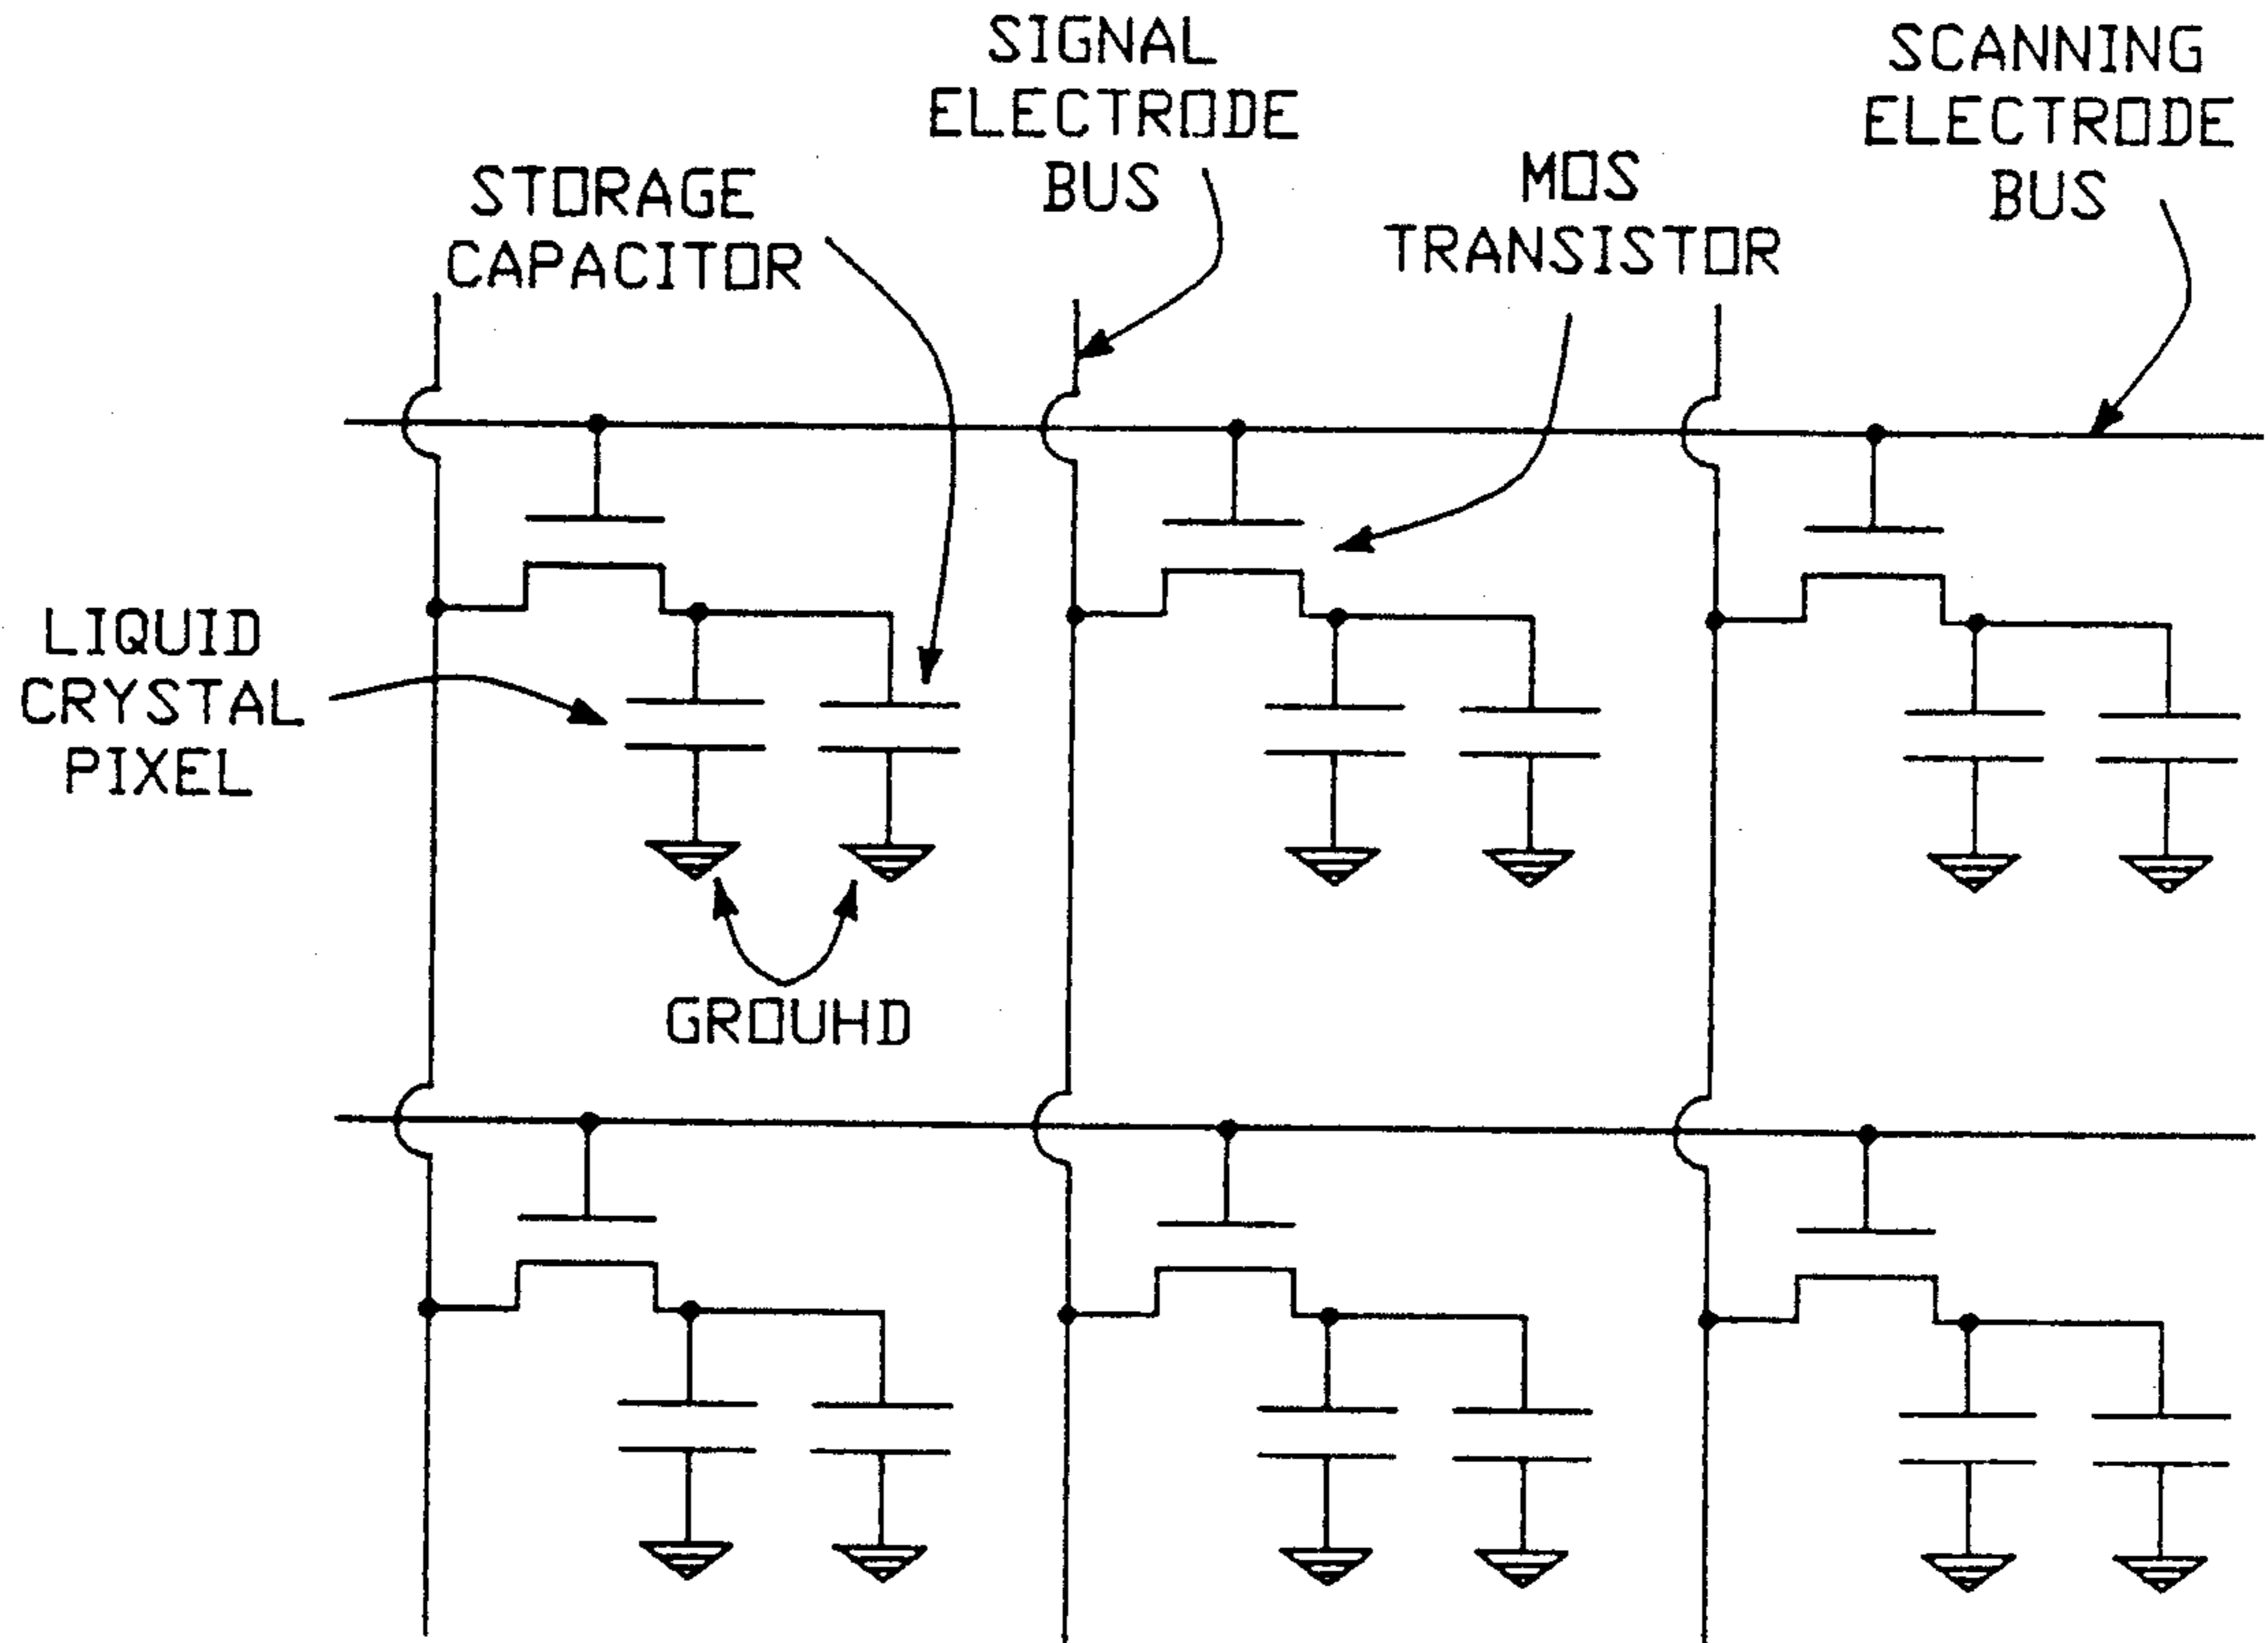 SIGNAL
ELECTRODE
BUS
SCANNING
ELECTRODE
BUS
STORAGE
CAPACITOR
MOS
TRANSISTOR
LIQUID
CRYSTAL
PIXEL
GROUHD